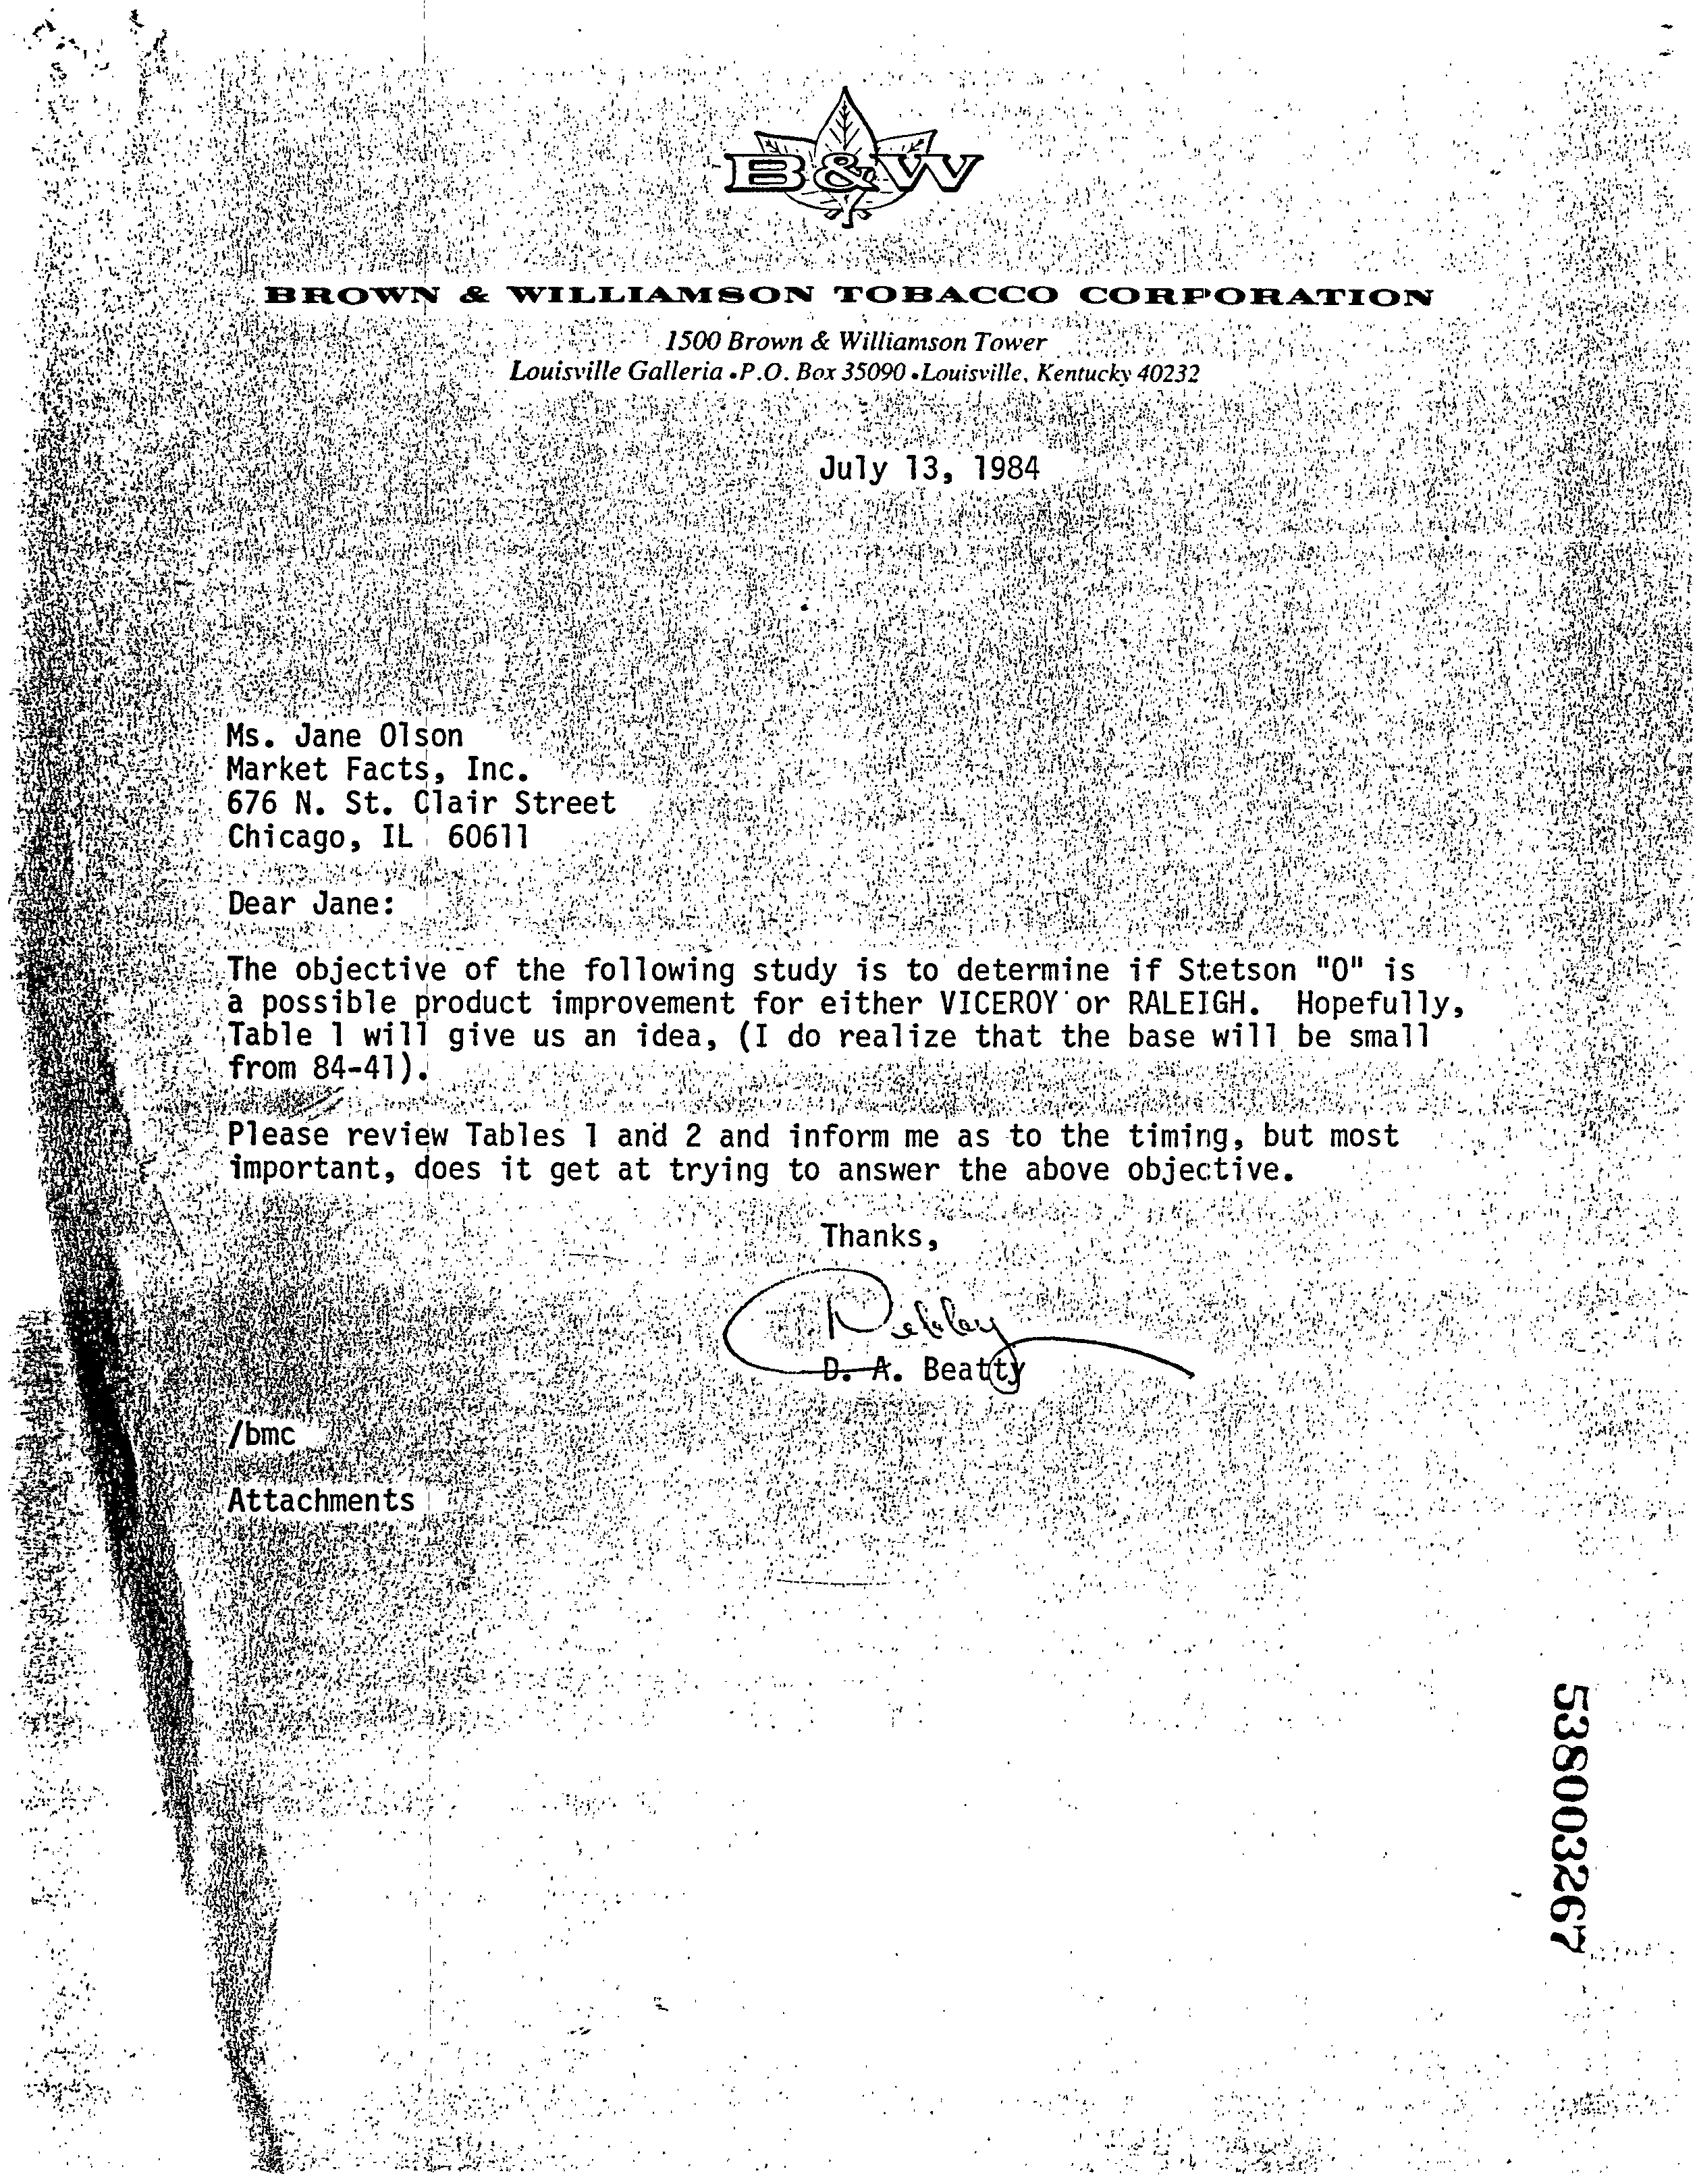 B&W
BROWN & WILLIAMSON TOBACCO CORPORATION
1500 Brown & Williamson Tower
Louisville Galleria • P.O. Box 35090 • Louisville, Kentucky 40232
July 13, 1984
Ms. Jane Olson
Market Facts, Inc.
676 N. St. Clair Street
Chicago, IL 60611
Dear Jane:
The objective of the following study is to determine if Stetson "O" is
a possible product improvement for either VICEROY or RALEIGH. Hopefully,
Table 1 will give us an idea, (I do realize that the base will be small
from 84-41).
Please review Tables 1 and 2 and inform me as to the timing, but most
important, does it get at trying to answer the above objective.
Thanks,
D. A. Beatty
/bmc
Attachments
538003267